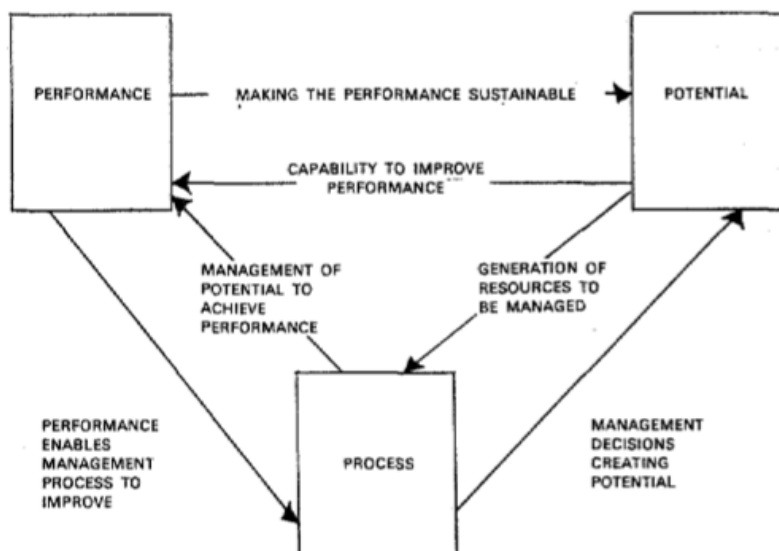 PERFORMANCE
MAKING THE PERFORMANCE SUSTAINABLE
POTENTIAL
CAPABILITY TO IMPROVE
PERFORMANCE
MANAGEMENT OF
POTENTIAL TO
ACHIEVE
PERFORMANCE
GENERATION OF
RESOURCES TO
BE MANAGED
PERFORMANCE
ENABLES
MANAGEMENT
PROCESS TO
IMPROVE
PROCESS
MANAGEMENT
DECISIONS
CREATING
POTENTIAL